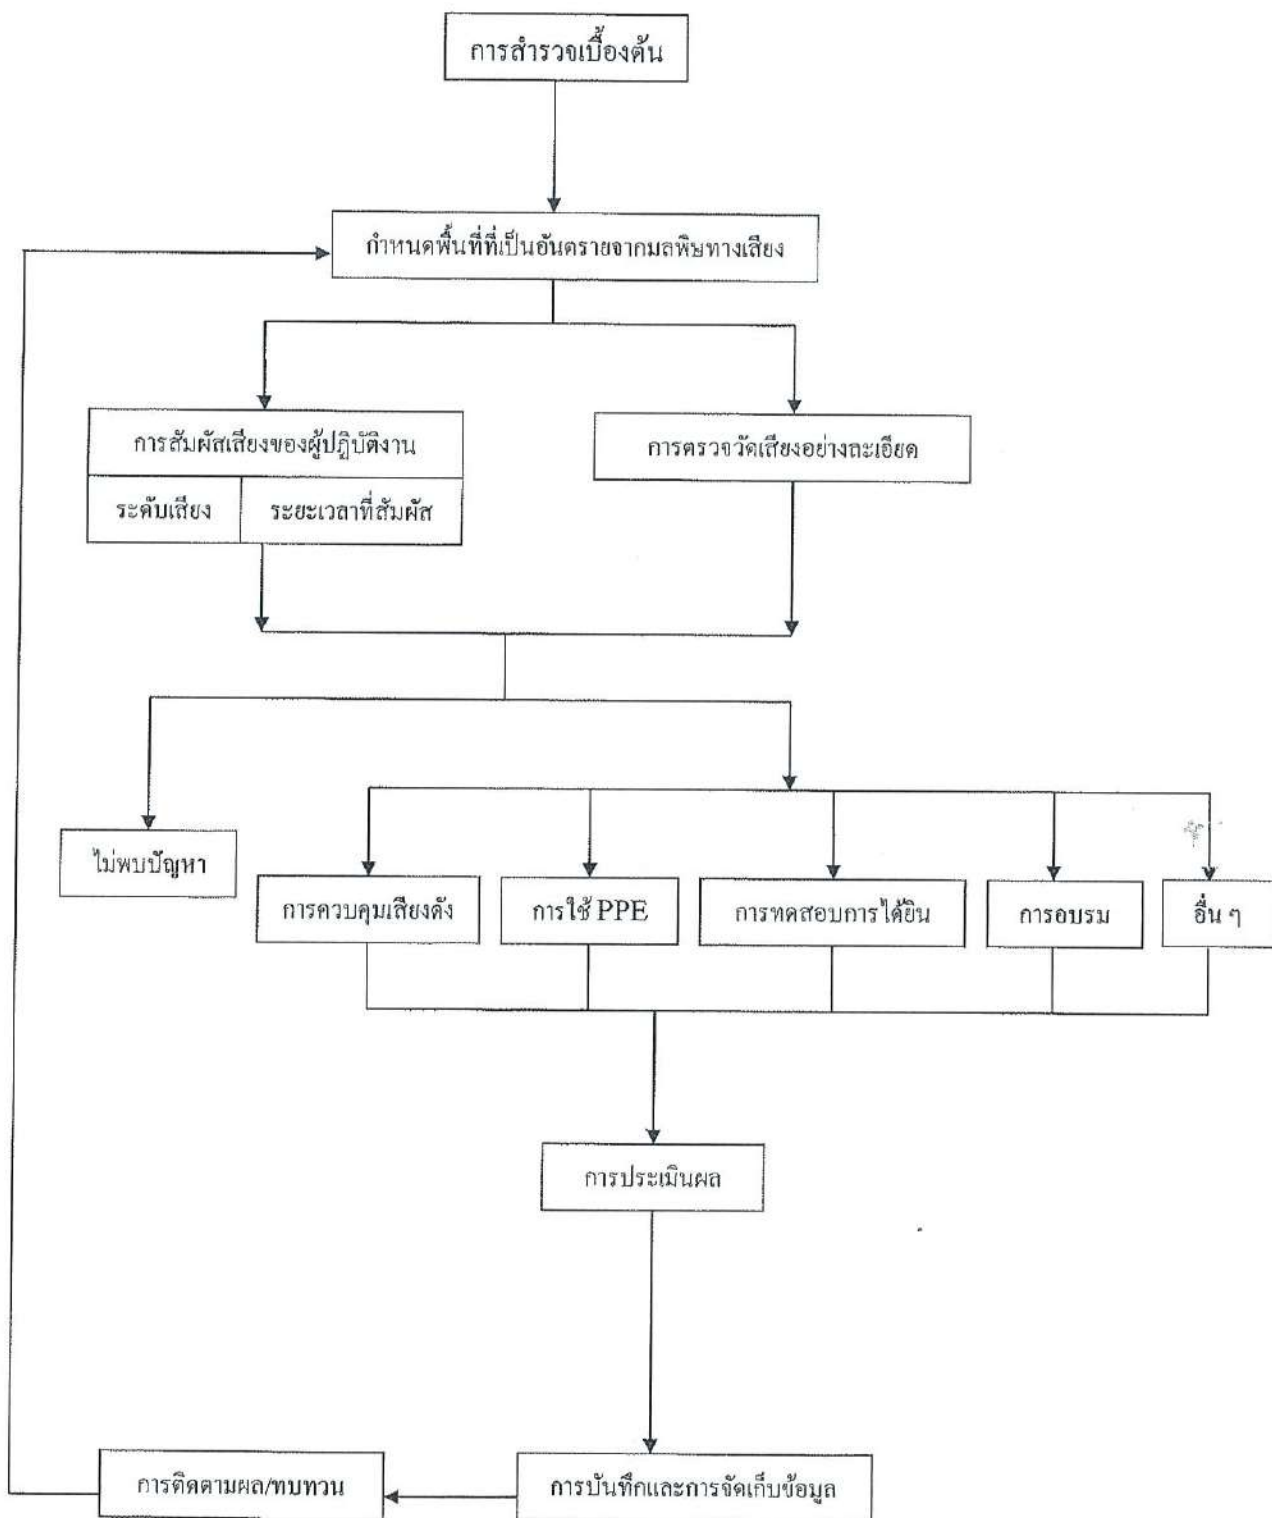 การสำรวจเบื้องต้น
กำหนดพื้นที่ที่เป็นอันตรายจากมลพิษทางเสียง
การสัมผัสเสียงของผู้ปฏิบัติงาน
การตรวจวัดเสียงอย่างละเอียด
ระดับเสียง
ระยะเวลาที่สัมผัส
ไม่พบปัญหา
การควบคุมเสียงดัง
การใช้ PPE
การทดสอบการได้ยิน
การอบรม
อื่น ๆ
การประเมินผล
การติดตามผล/ทบทวน
การบันทึกและการจัดเก็บข้อมูล